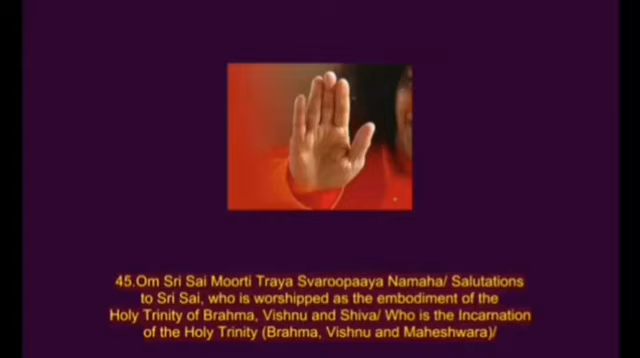 45.Om Sri Sai Moorti Traya Svaroopaaya Namaha/ Salutations
to Sri Sai, who is worshipped as the embodiment of the
Holy Trinity of Brahma, Vishnu and Shiva/ Who is the Incarnation
of the Holy Trinity (Brahma, Vishnu and Maheshwara)/